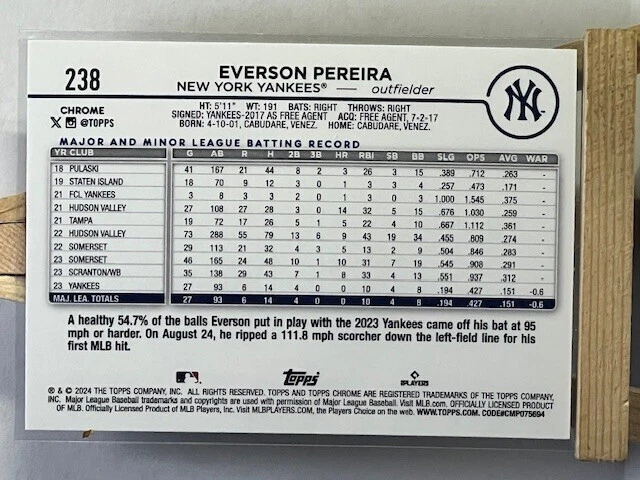 238
EVERSON PEREIRA
NEW YORK YANKEES® — outfielder
NY
CHROME
X @TOPPS
HT: 5'11" WT: 191 BATS: RIGHT THROWS: RIGHT
SIGNED: YANKEES-2017 AS FREE AGENT ACQ: FREE AGENT, 7-2-17
BORN: 4-10-01, CABUDARE, VENEZ. HOME: CABUDARE, VENEZ.
MAJOR AND MINOR LEAGUE BATTING RECORD
YR CLUB G AB R H 2B 3B HR RBI SB BB SLG OPS AVG WAR
18 PULASKI 41 167 21 44 8 2 3 26 3 15 .389 .712 .263 -
19 STATEN ISLAND 18 70 9 12 3 0 1 3 3 4 .257 .473 .171 -
21 FCL YANKEES 3 8 3 3 2 0 1 3 0 3 1.000 1.545 .375 -
21 HUDSON VALLEY 27 108 27 28 3 0 14 32 5 15 .676 1.030 .259 -
21 TAMPA 19 72 17 26 5 1 5 22 4 10 .667 1.112 .361 -
22 HUDSON VALLEY 73 288 55 79 13 6 9 43 19 34 .455 .809 .274 -
22 SOMERSET 29 113 21 32 4 3 5 13 2 9 .504 .846 .283 -
23 SOMERSET 46 165 24 48 10 1 10 31 7 19 .545 .908 .291 -
23 SCRANTON/WB 35 138 29 43 7 1 8 33 4 13 .551 .937 .312 -
23 YANKEES 27 93 6 14 4 0 0 10 4 8 .194 .427 .151 -0.6
MAJ. LEA. TOTALS 27 93 6 14 4 0 0 10 4 8 .194 .427 .151 -0.6
A healthy 54.7% of the balls Everson put in play with the 2023 Yankees came off his bat at 95
mph or harder. On August 24, he ripped a 111.8 mph scorcher down the left-field line for his
first MLB hit.
topps
PLAYERS
® & © 2024 THE TOPPS COMPANY, INC. ALL RIGHTS RESERVED. TOPPS AND TOPPS CHROME ARE REGISTERED TRADEMARKS OF THE TOPPS COMPANY,
INC. Major League Baseball trademarks and copyrights are used with permission of Major League Baseball. Visit MLB.com. OFFICIALLY LICENSED PRODUCT
OF MLB. Officially Licensed Product of MLB Players, Inc. Visit MLBPLAYERS.COM, the Players Choice on the web. WWW.TOPPS.COM. CODE#CMP075694